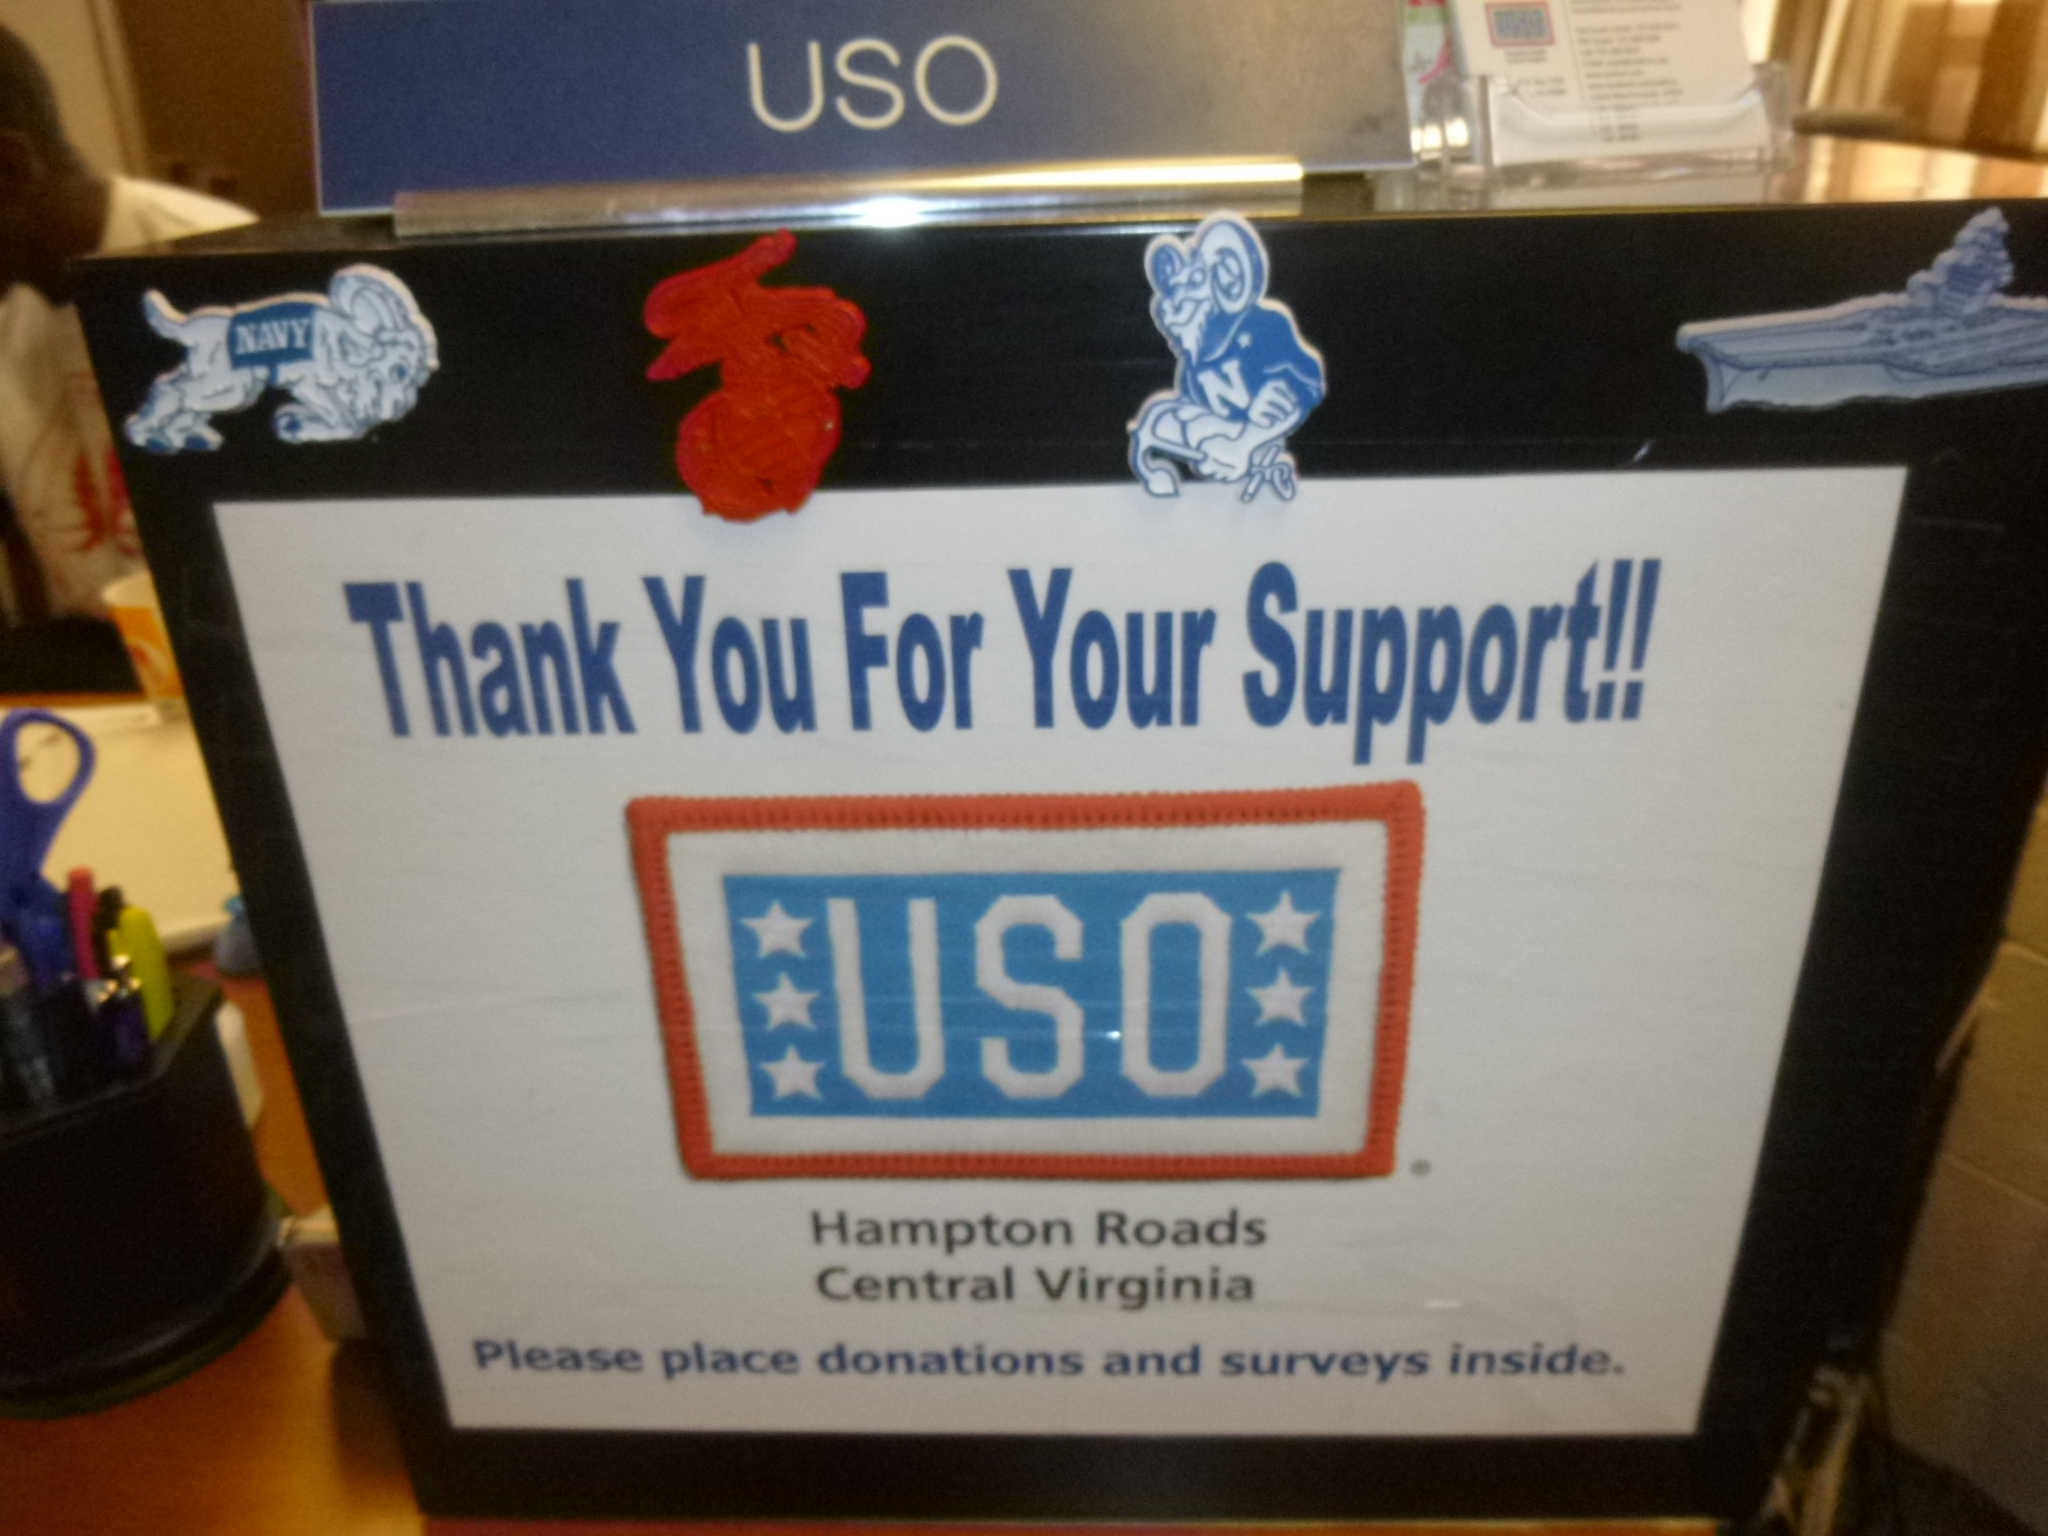 USO
NAVY
N
Thank You For Your Support!!
USO
®
Hampton Roads
Central Virginia
Please place donations and surveys inside.